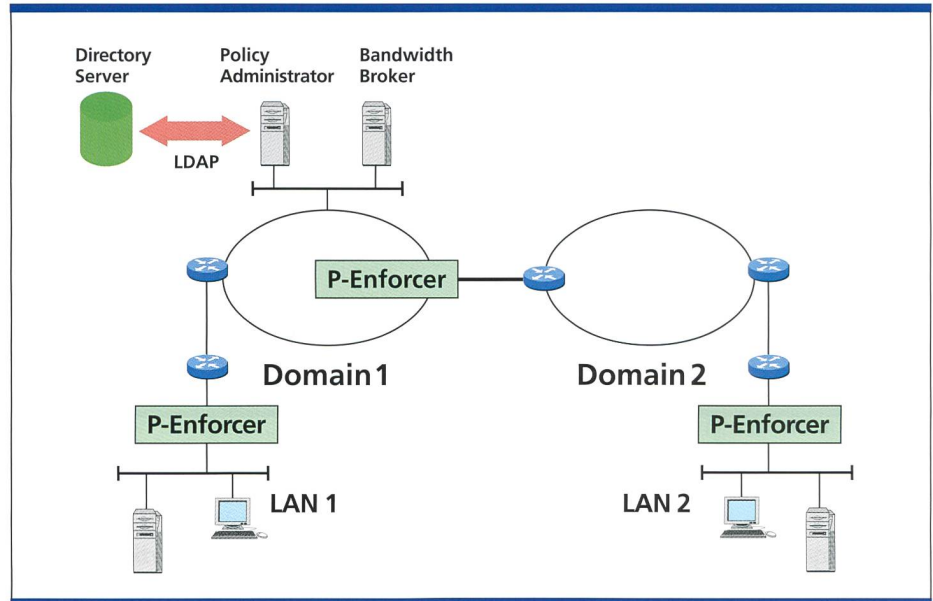 Directory
Server
Policy
Administrator
Bandwidth
Broker
LDAP
P-Enforcer
Domain 1
Domain 2
P-Enforcer
P-Enforcer
LAN 1
LAN 2